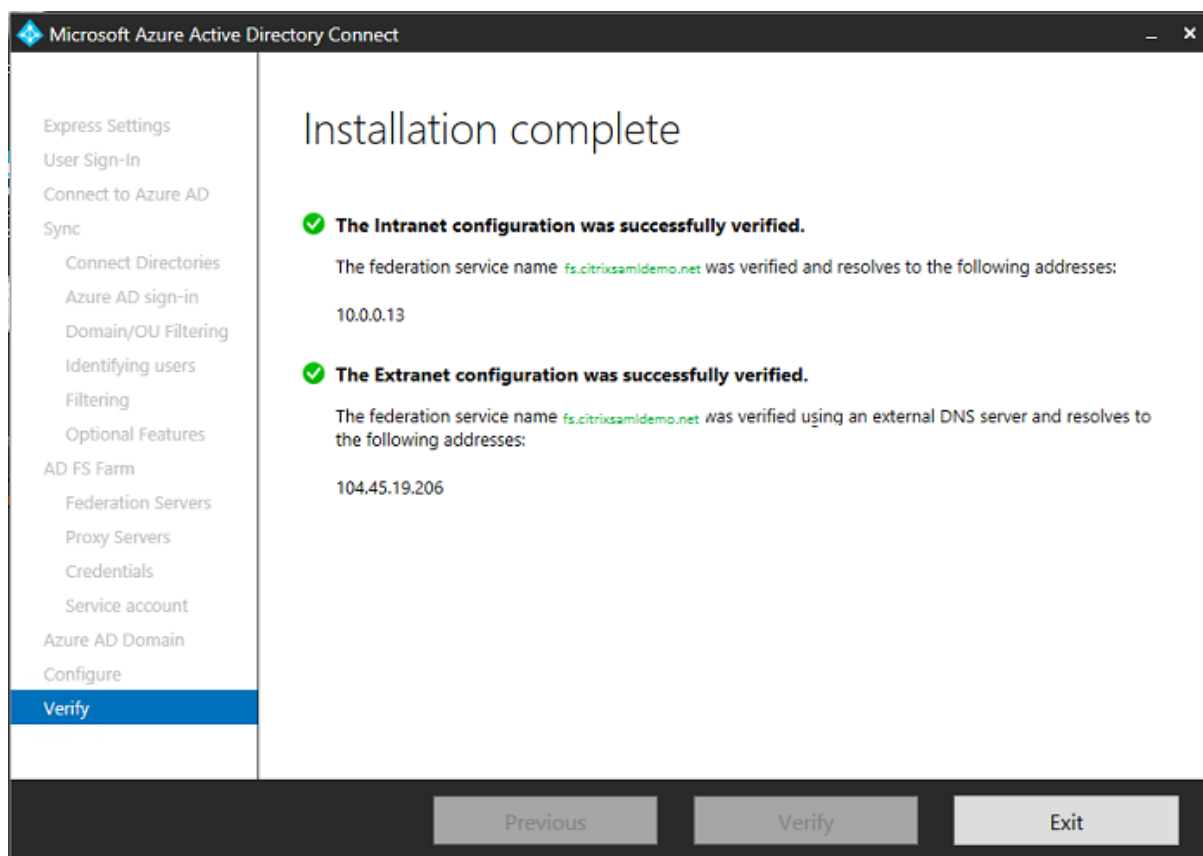 Microsoft Azure Active Directory Connect
Express Settings
User Sign-In
Connect to Azure AD
Sync
Connect Directories
Azure AD sign-in
Domain/OU Filtering
Identifying users
Filtering
Optional Features
AD FS Farm
Federation Servers
Proxy Servers
Credentials
Service account
Azure AD Domain
Configure
Verify
Installation complete
The Intranet configuration was successfully verified.
The federation service name fs.citrixsamldemo.net was verified and resolves to the following addresses:
10.0.0.13
The Extranet configuration was successfully verified.
The federation service name fs.citrixsamldemo.net was verified using an external DNS server and resolves to
the following addresses:
104.45.19.206
Previous
Verify
Exit